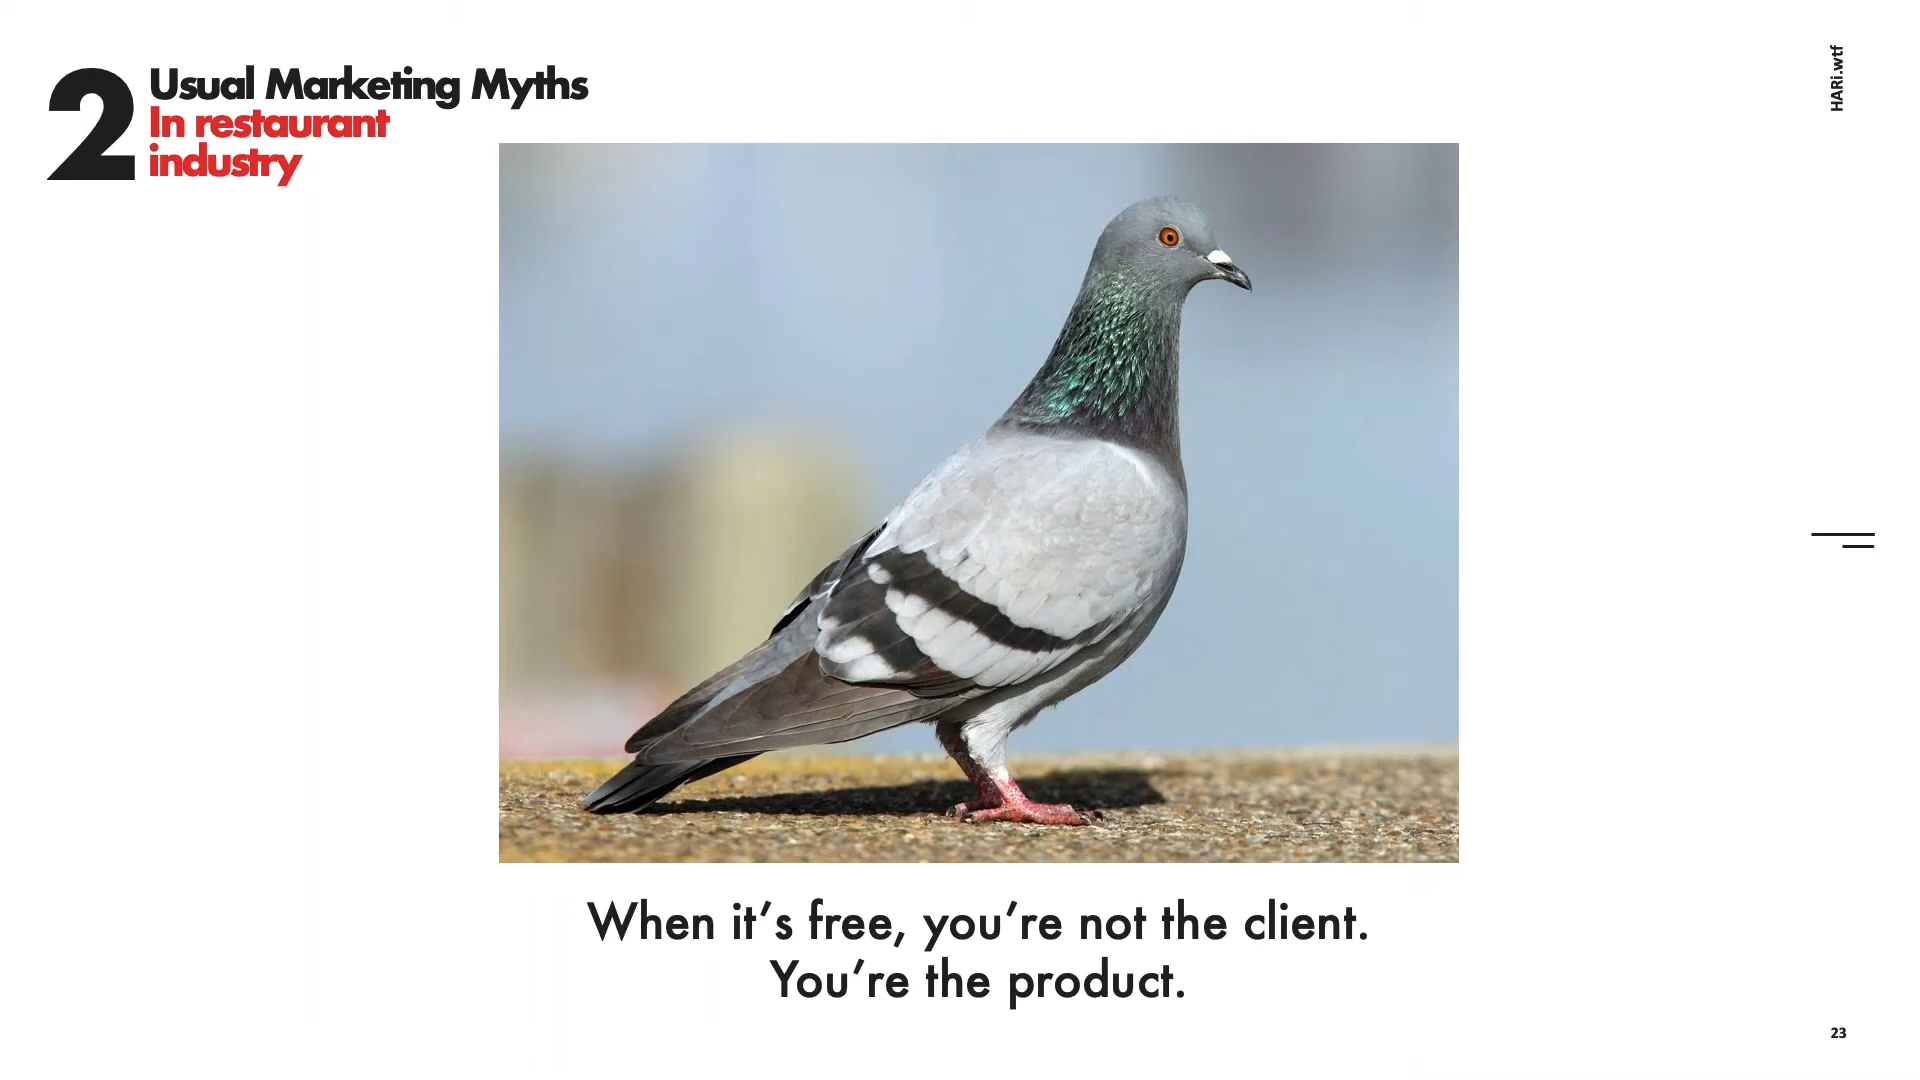 2
Usual Marketing Myths
In restaurant
industry
HARi.wtf
When it’s free, you’re not the client.
You’re the product.
23